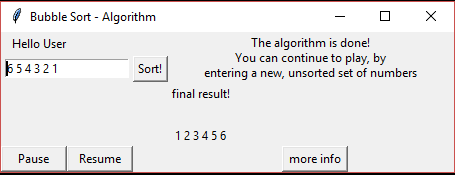 Bubble Sort - Algorithm
Hello User
The algorithm is done!
You can continue to play, by
entering a new, unsorted set of numbers
6 5 4 3 2 1
Sort!
final result!
1 2 3 4 5 6
Pause
Resume
more info